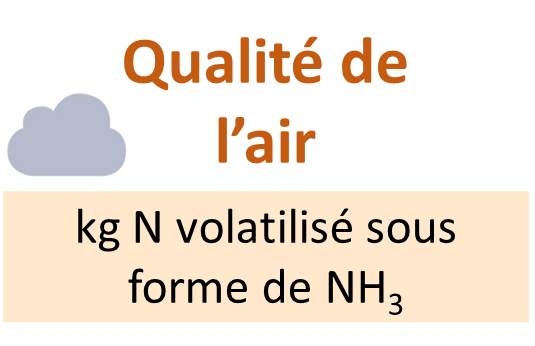 Qualité de
l’air
kg N volatilisé sous
forme de NH₃